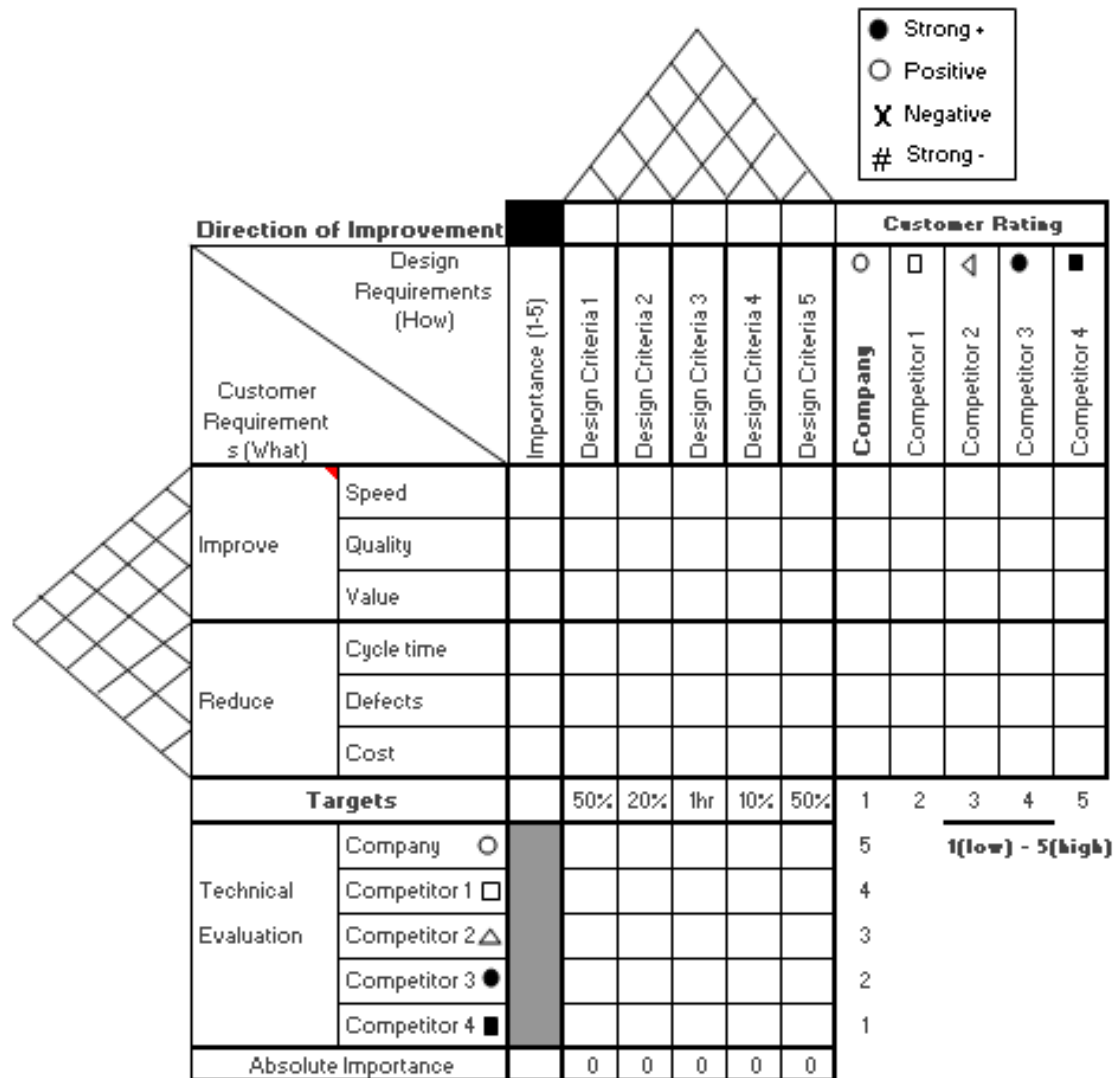 ● Strong +
○ Positive
X Negative
# Strong -
Direction of Improvement
Customer Rating
Design
Requirements
(How)
Customer
Requirement
s (What)
Importance (1-5)
Design Criteria 1
Design Criteria 2
Design Criteria 3
Design Criteria 4
Design Criteria 5
Company
Competitor 1
Competitor 2
Competitor 3
Competitor 4
Improve
Speed
Quality
Value
Reduce
Cycle time
Defects
Cost
Targets 50% 20% 1hr 10% 50% 1 2 3 4 5
Company 5 1(low) - 5(high)
Technical Competitor 1 4
Evaluation Competitor 2 3
Competitor 3 2
Competitor 4 1
Absolute Importance 0 0 0 0 0